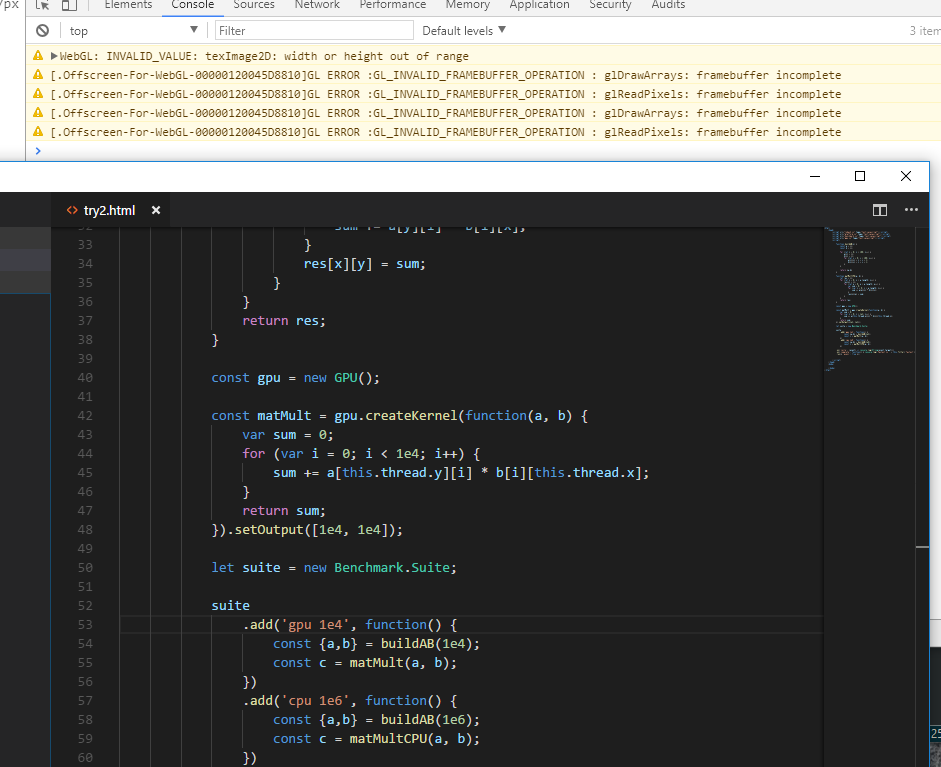 /px Elements Console Sources Network Performance Memory Application Security Audits
top Filter Default levels ▼ 3 item
▶WebGL: INVALID_VALUE: texImage2D: width or height out of range
[.Offscreen-For-WebGL-00000120045D8810]GL ERROR :GL_INVALID_FRAMEBUFFER_OPERATION : glDrawArrays: framebuffer incomplete
[.Offscreen-For-WebGL-00000120045D8810]GL ERROR :GL_INVALID_FRAMEBUFFER_OPERATION : glReadPixels: framebuffer incomplete
[.Offscreen-For-WebGL-00000120045D8810]GL ERROR :GL_INVALID_FRAMEBUFFER_OPERATION : glDrawArrays: framebuffer incomplete
[.Offscreen-For-WebGL-00000120045D8810]GL ERROR :GL_INVALID_FRAMEBUFFER_OPERATION : glReadPixels: framebuffer incomplete
>
<> try2.html ×
32 sum += a[y][i] * b[i][x];
33 }
34 res[x][y] = sum;
35 }
36 }
37 return res;
38 }
39
40 const gpu = new GPU();
41
42 const matMult = gpu.createKernel(function(a, b) {
43 var sum = 0;
44 for (var i = 0; i < 1e4; i++) {
45 sum += a[this.thread.y][i] * b[i][this.thread.x];
46 }
47 return sum;
48 }).setOutput([1e4, 1e4]);
49
50 let suite = new Benchmark.Suite;
51
52 suite
53 .add('gpu 1e4', function() {
54 const {a,b} = buildAB(1e4);
55 const c = matMult(a, b);
56 })
57 .add('cpu 1e6', function() {
58 const {a,b} = buildAB(1e6);
59 const c = matMultCPU(a, b);
60 })
25